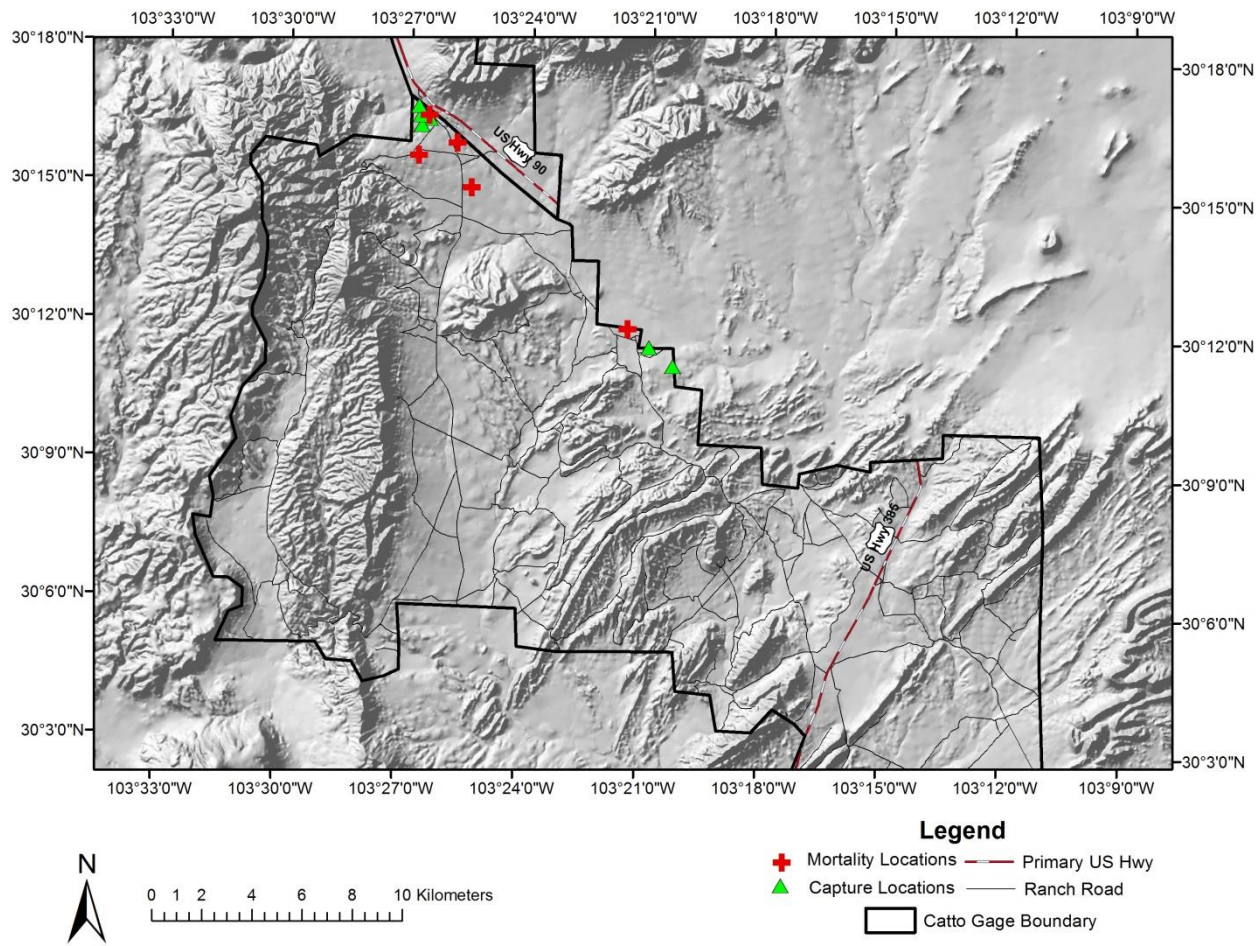 103°33'0"W 103°30'0"W 103°27'0"W 103°24'0"W 103°21'0"W 103°18'0"W 103°15'0"W 103°12'0"W 103°9'0"W
30°18'0"N
30°18'0"N
US Hwy 90
30°15'0"N
30°15'0"N
30°12'0"N
30°12'0"N
30°9'0"N
30°9'0"N
US Hwy 385
30°6'0"N
30°6'0"N
30°3'0"N
30°3'0"N
103°33'0"W 103°30'0"W 103°27'0"W 103°24'0"W 103°21'0"W 103°18'0"W 103°15'0"W 103°12'0"W 103°9'0"W
Legend
Mortality Locations Primary US Hwy
Capture Locations Ranch Road
Catto Gage Boundary
N
0 1 2 4 6 8 10 Kilometers